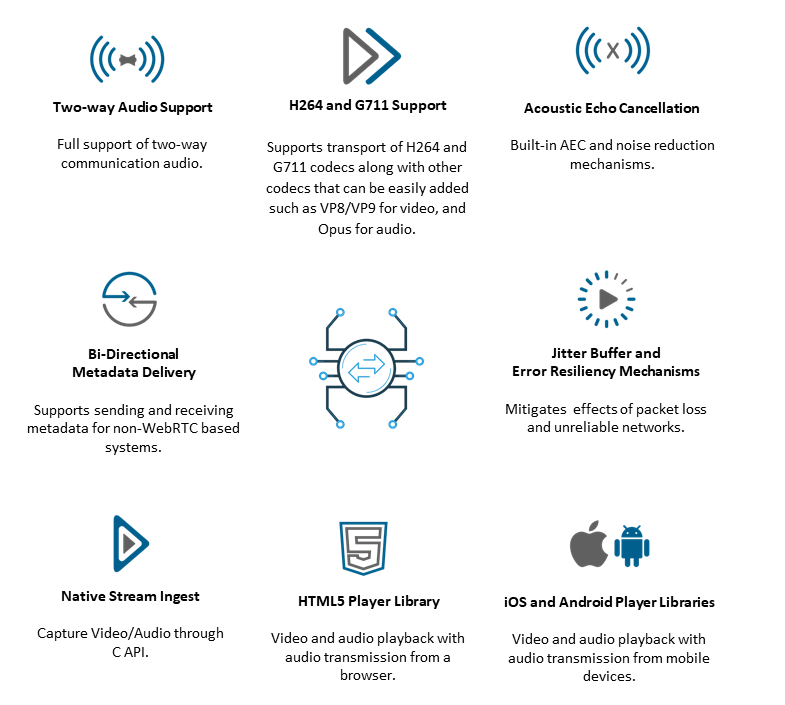 Two-way Audio Support
Full support of two-way
communication audio.
H264 and G711 Support
Supports transport of H264 and
G711 codecs along with other
codecs that can be easily added
such as VP8/VP9 for video, and
Opus for audio.
Acoustic Echo Cancellation
Built-in AEC and noise reduction
mechanisms.
Bi-Directional
Metadata Delivery
Supports sending and receiving
metadata for non-WebRTC based
systems.
Jitter Buffer and
Error Resiliency Mechanisms
Mitigates effects of packet loss
and unreliable networks.
Native Stream Ingest
Capture Video/Audio through
C API.
HTML5 Player Library
Video and audio playback with
audio transmission from a
browser.
iOS and Android Player Libraries
Video and audio playback with
audio transmission from mobile
devices.